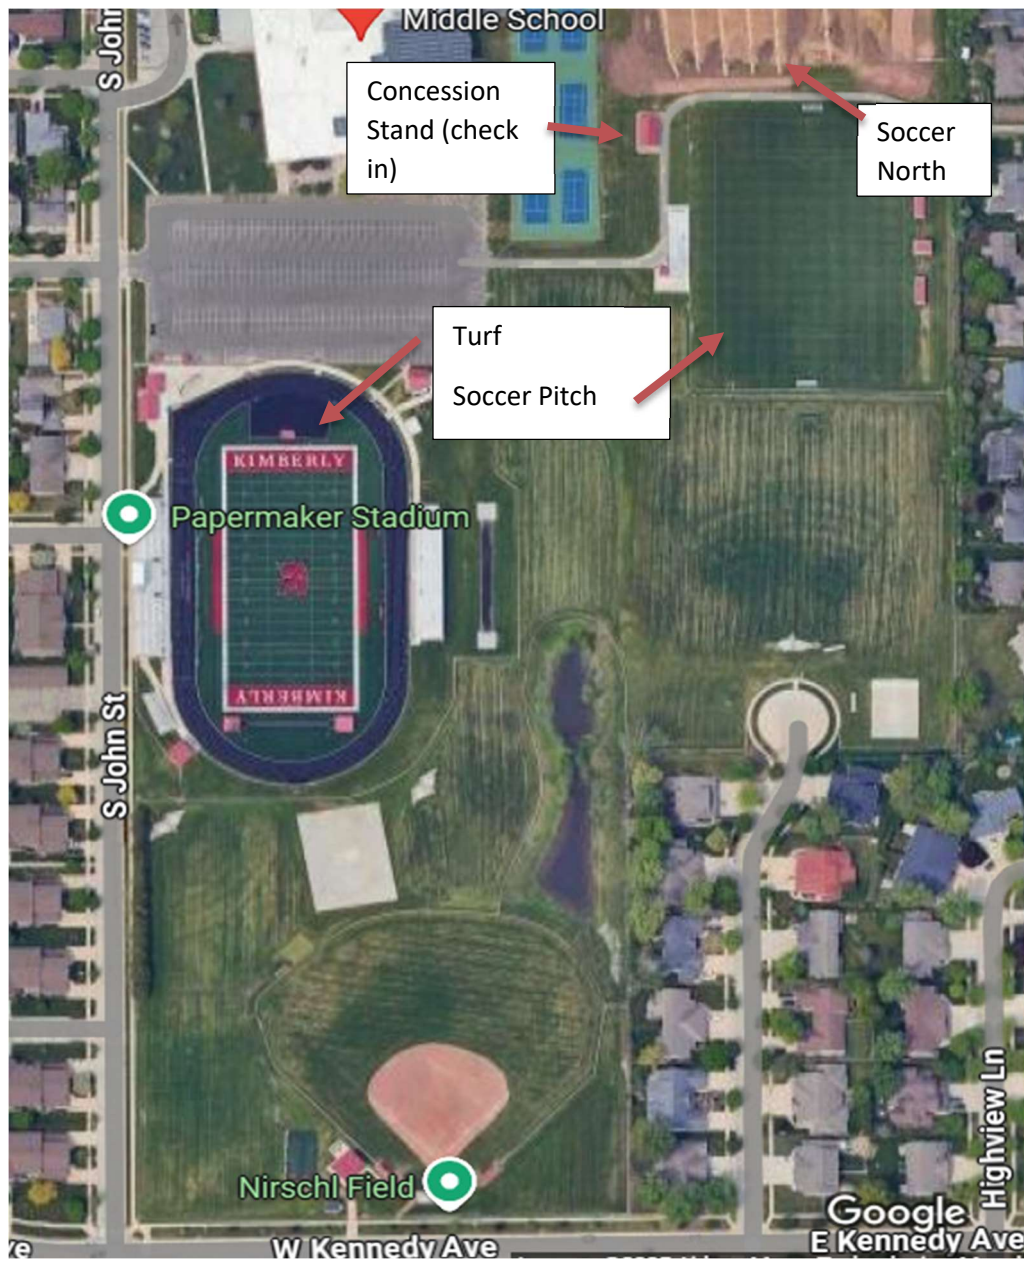 S John
Middle School
Concession
Stand (check
in)
Soccer
North
Turf
Soccer Pitch
KIMBERLY
Papermaker Stadium
KIMBERLY
S John St
Nirschl Field
Highview Ln
Google
W Kennedy Ave
E Kennedy Ave